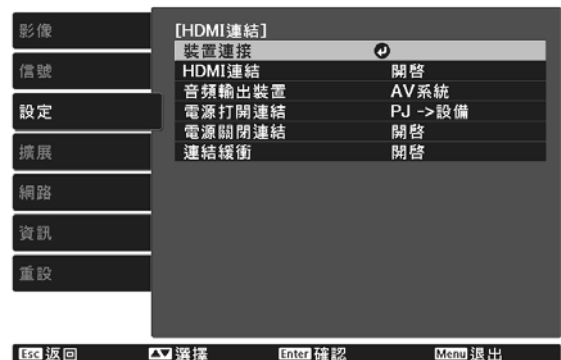 影像
信號
設定
擴展
網路
資訊
重設
[HDMI連結]
裝置連接
HDMI連結 開啓
音頻輸出裝置 AV系統
電源打開連結 PJ ->設備
電源關閉連結 開啓
連結緩衝 開啓
Esc 返回 選擇 Enter 確認 Menu 退出